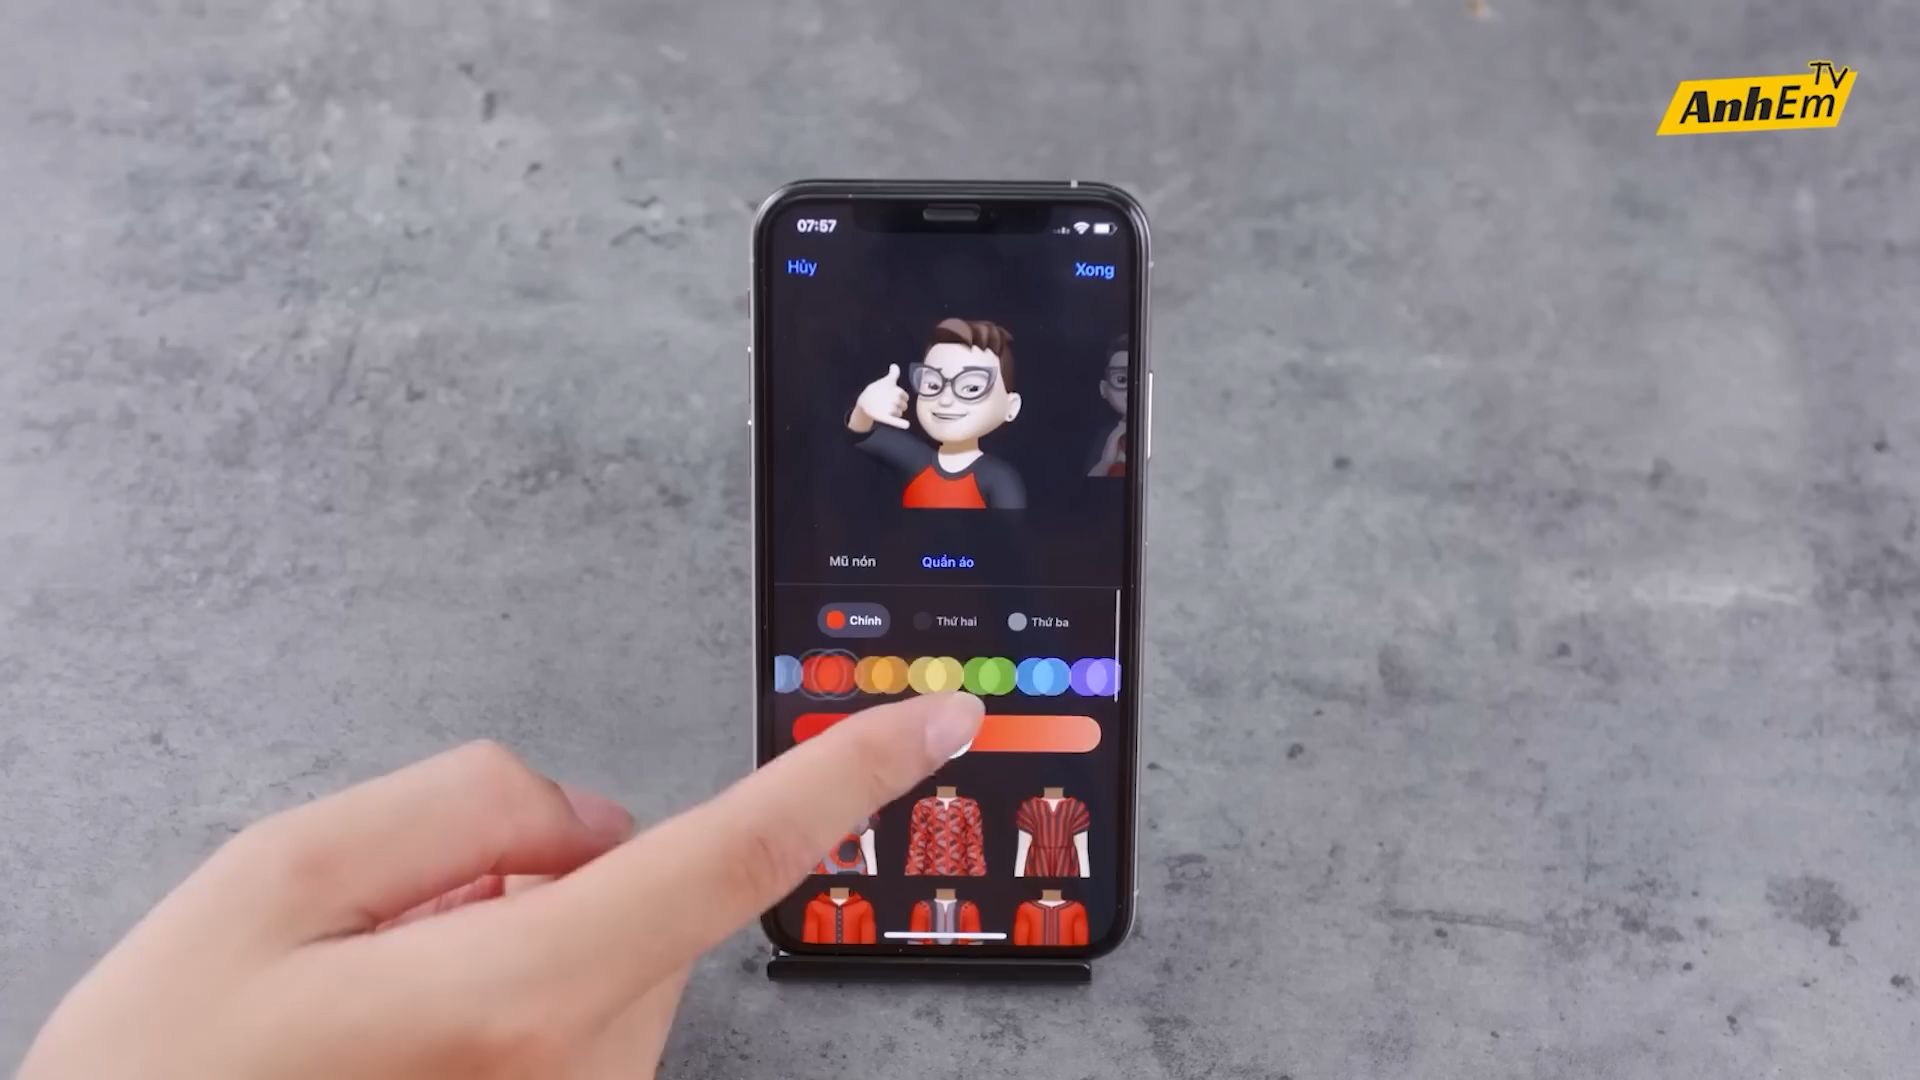 TV
AnhEm
07:57
Hủy
Xong
Mũ nón
Quần áo
Chính
Thứ hai
Thứ ba